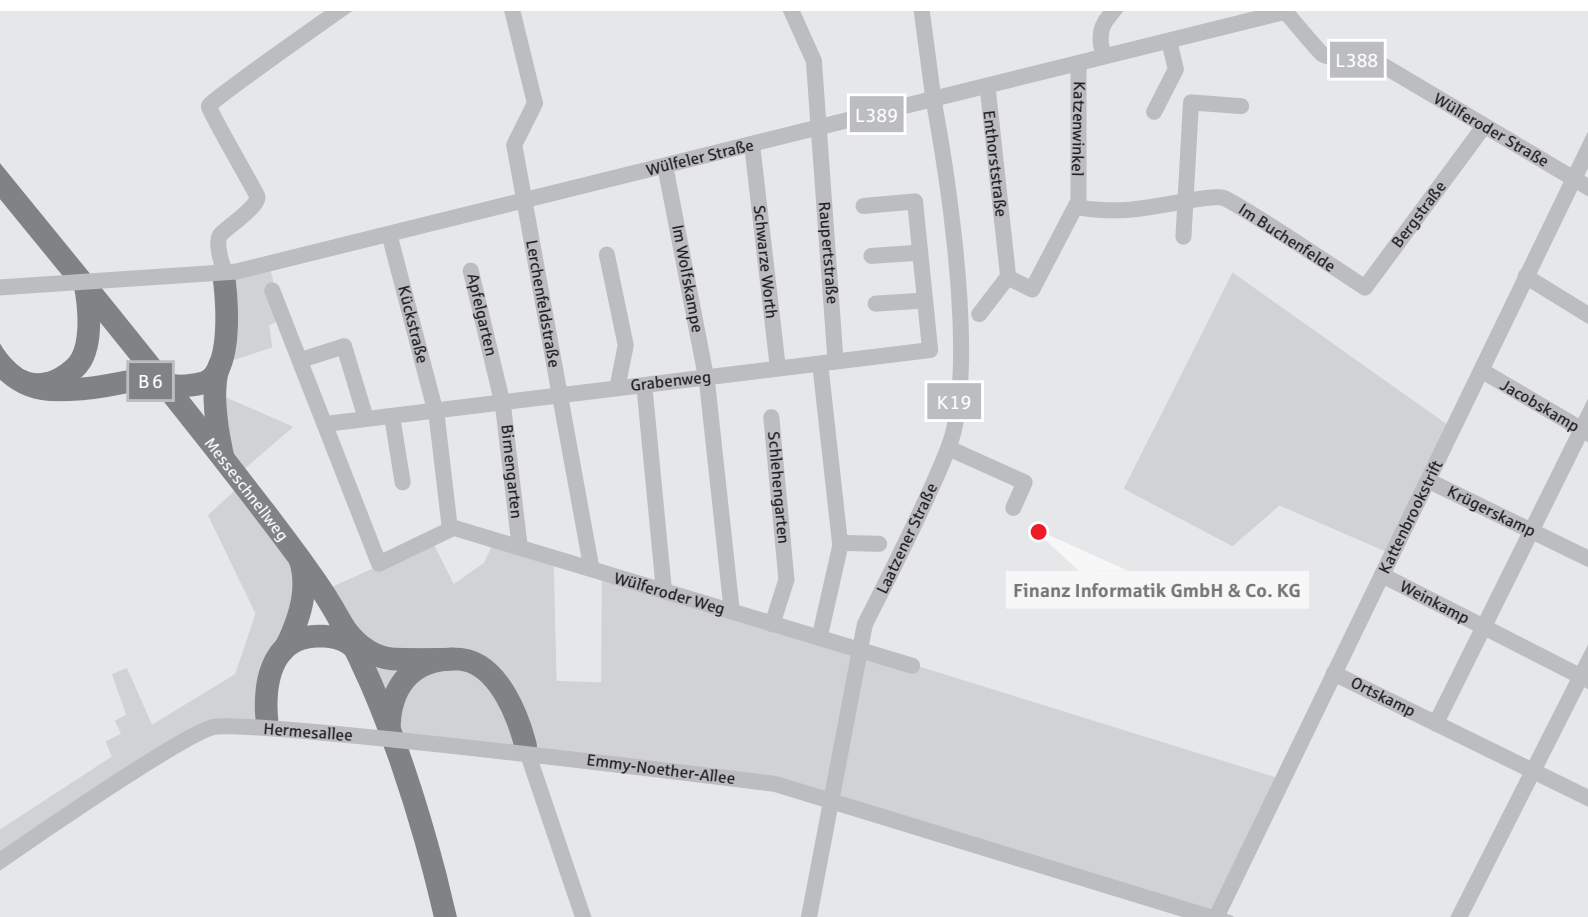 L388
Wülferoder Straße
L389
Katzenwinkel
Enthorststraße
Wülfeler Straße
Bergstraße
Im Buchenfelde
Raupertstraße
Schwarze Worth
Im Wolfskampe
Lerchenfeldstraße
Apfelgarten
Kückstraße
B 6
Grabenweg
K19
Jacobskamp
Birnengarten
Schlehengarten
Messeschnellweg
Laatzener Straße
Kattenbrookstrift
Krügerskamp
Wülferoder Weg
Finanz Informatik GmbH & Co. KG
Weinkamp
Ortskamp
Hermesallee
Emmy-Noether-Allee